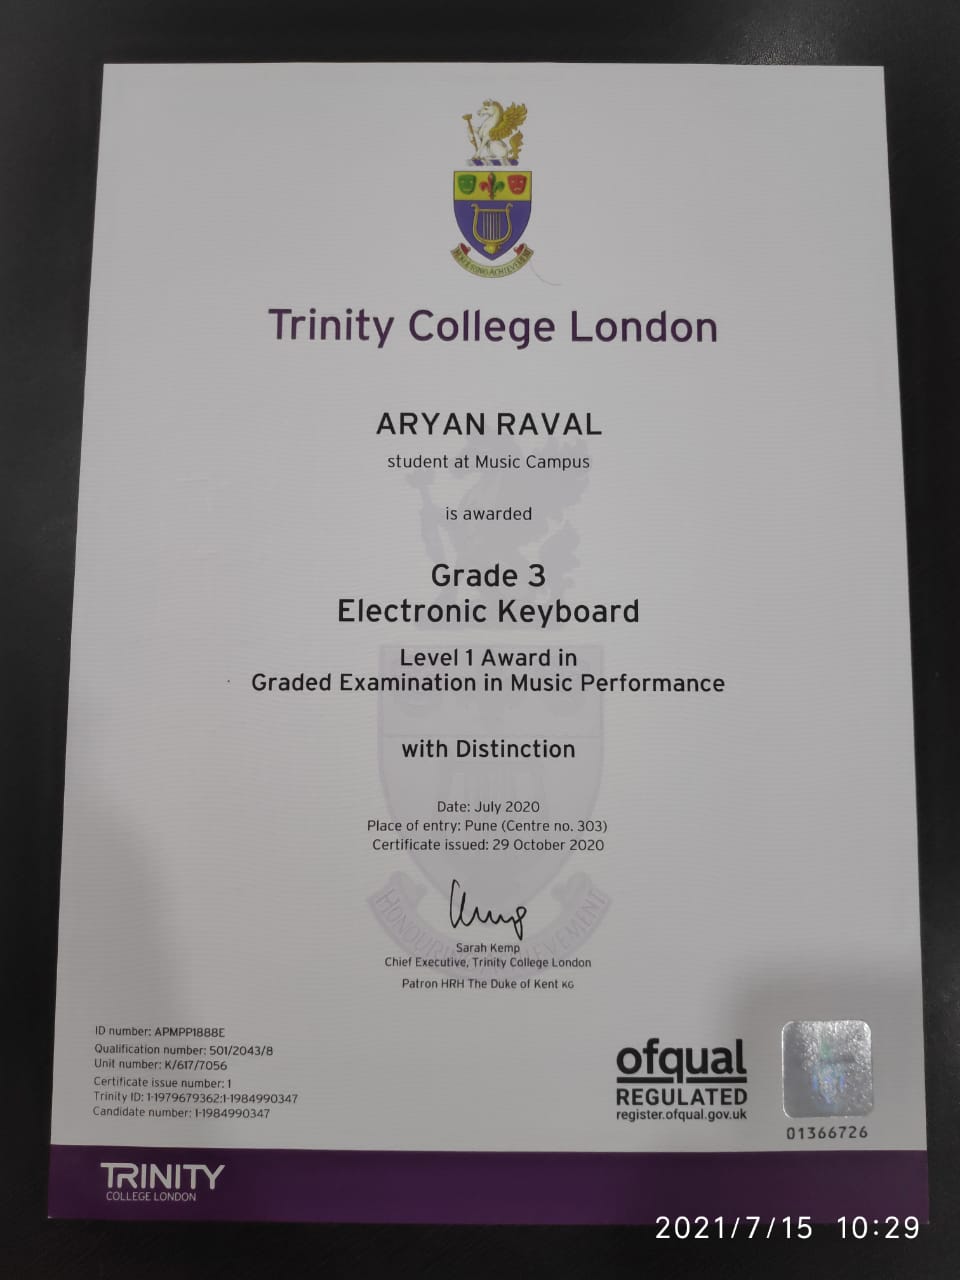 Trinity College London
ARYAN RAVAL
student at Music Campus
is awarded
Grade 3
Electronic Keyboard
Level 1 Award in
Graded Examination in Music Performance
with Distinction
Date: July 2020
Place of entry: Pune (Centre no. 303)
Certificate issued: 29 October 2020
Sarah Kemp
Chief Executive, Trinity College London
Patron HRH The Duke of Kent KG
ID number: APMPP1888E
Qualification number: 501/2043/8
Unit number: K/617/7056
Certificate issue number: 1
Trinity ID: 1-1979679362:1-1984990347
Candidate number: 1-1984990347
ofqual
REGULATED
register.ofqual.gov.uk
01366726
TRINITY
COLLEGE LONDON
2021/7/15 10:29